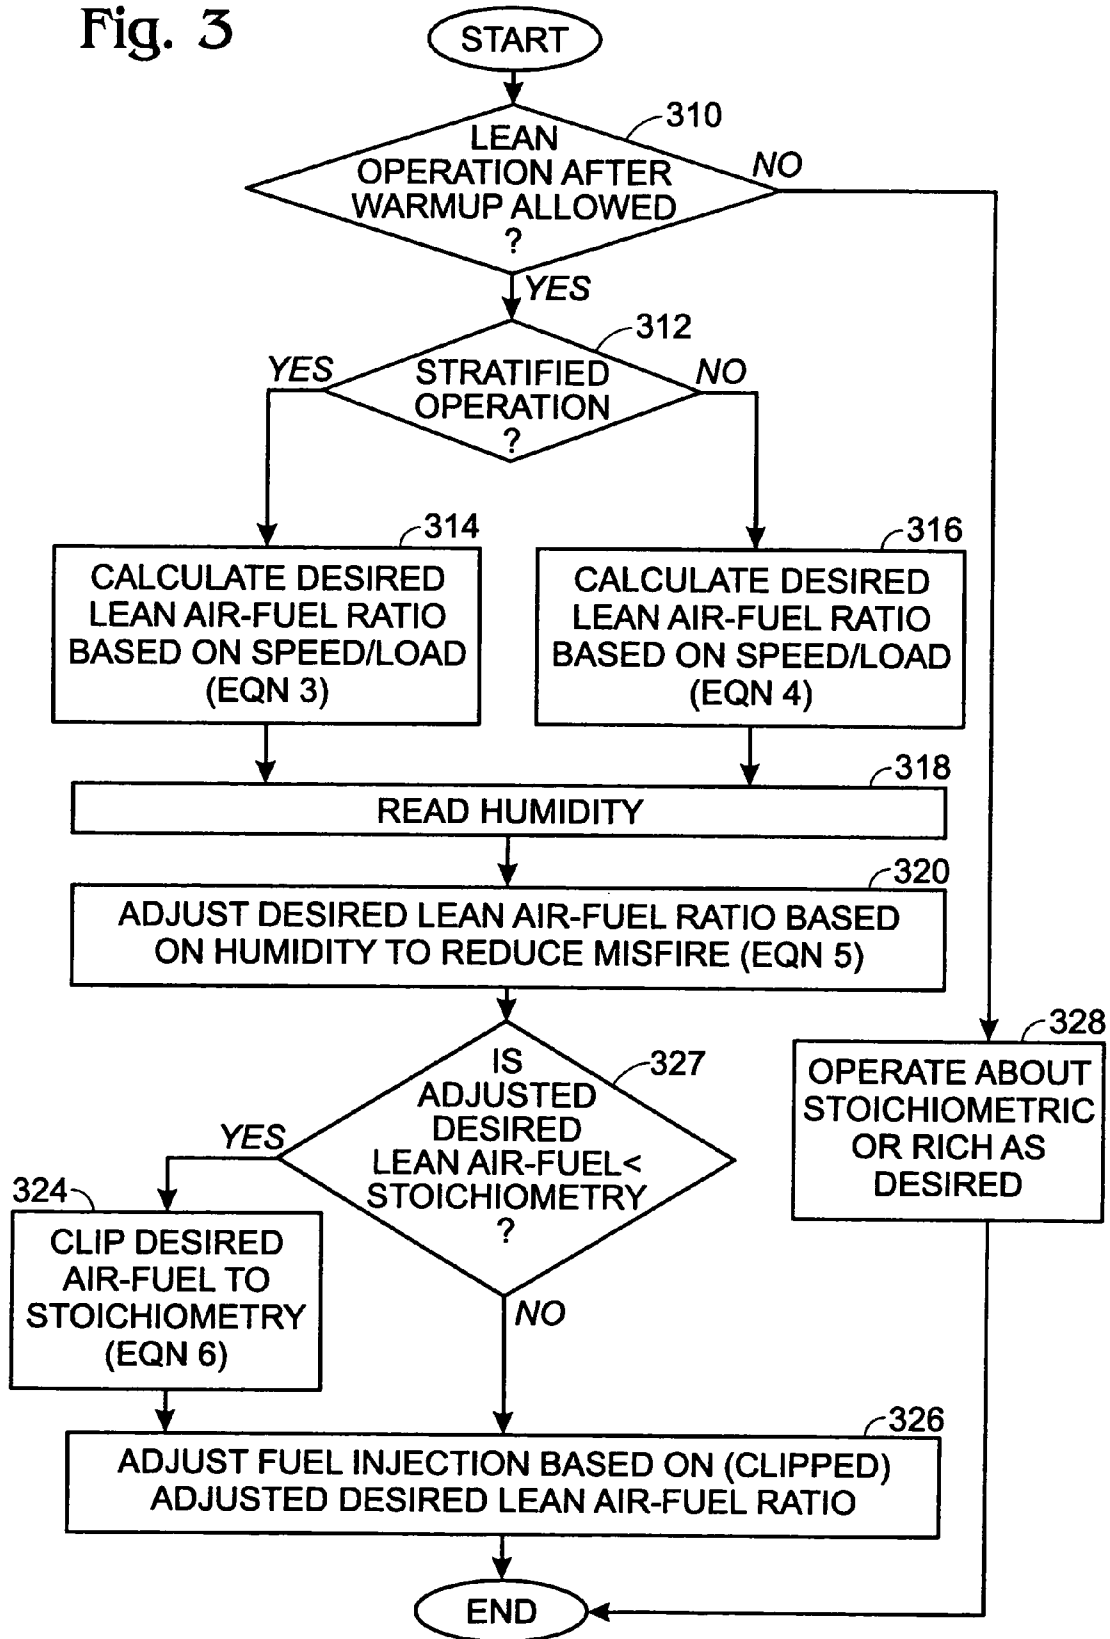 Fig. 3
START
310
LEAN
OPERATION AFTER
WARMUP ALLOWED
?
NO
YES
312
STRATIFIED
OPERATION
?
YES
NO
314
CALCULATE DESIRED
LEAN AIR-FUEL RATIO
BASED ON SPEED/LOAD
(EQN 3)
316
CALCULATE DESIRED
LEAN AIR-FUEL RATIO
BASED ON SPEED/LOAD
(EQN 4)
318
READ HUMIDITY
320
ADJUST DESIRED LEAN AIR-FUEL RATIO BASED
ON HUMIDITY TO REDUCE MISFIRE (EQN 5)
327
IS
ADJUSTED
DESIRED
LEAN AIR-FUEL<
STOICHIOMETRY
?
YES
NO
328
OPERATE ABOUT
STOICHIOMETRIC
OR RICH AS
DESIRED
324
CLIP DESIRED
AIR-FUEL TO
STOICHIOMETRY
(EQN 6)
326
ADJUST FUEL INJECTION BASED ON (CLIPPED)
ADJUSTED DESIRED LEAN AIR-FUEL RATIO
END